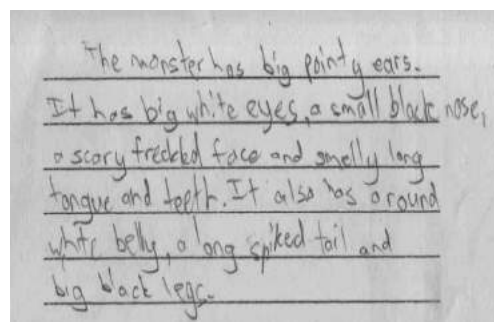 The monster has big pointy ears.
It has big white eyes, a small black nose,
a scary freckled face and smelly long
tongue and teeth. It also has a round
white belly, a long spiked tail and
big black legs.